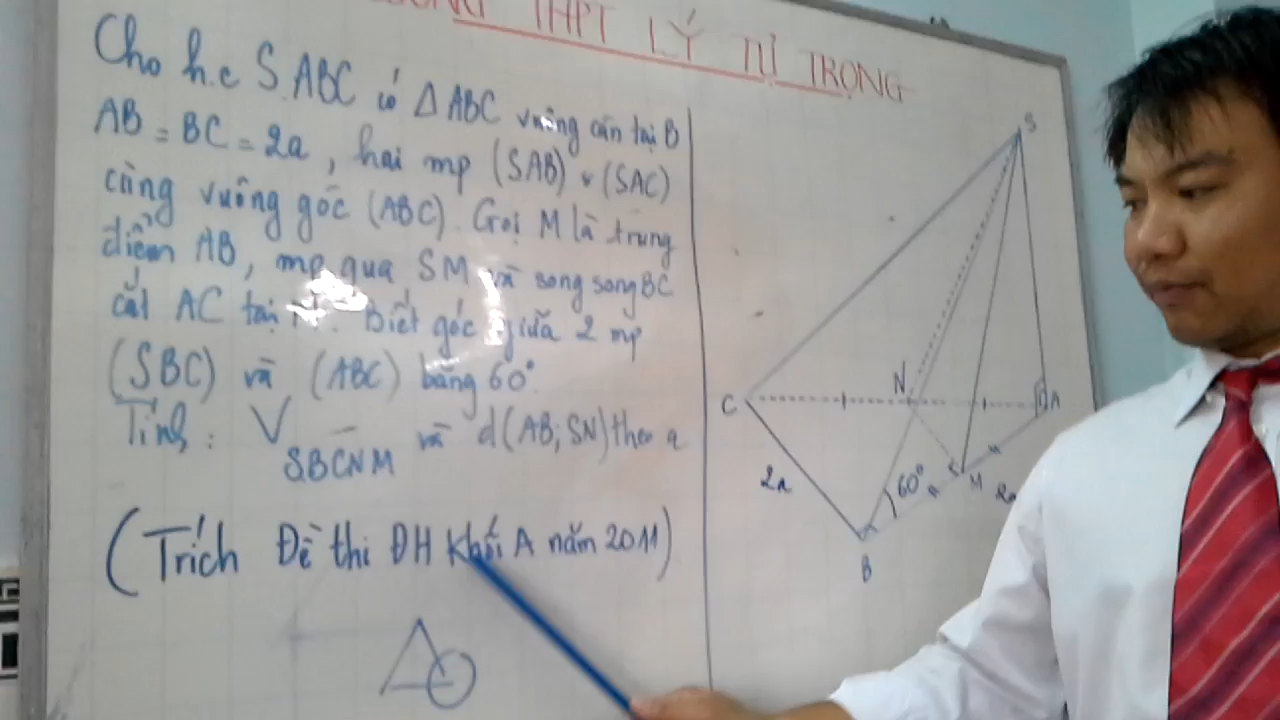 THPT LÝ TỰ TRỌNG
Cho h.c S.ABC có Δ ABC vuông cân tại B
AB = BC = 2a, hai mp (SAB) v (SAC)
cùng vuông góc (ABC). Gọi M là trung
điểm AB, mp qua SM và song song BC
cắt AC tại N. Biết góc giữa 2 mp
(SBC) và (ABC) bằng 60°
Tính: V SBCNM và d(AB; SN) theo a
(Trích Đề thi ĐH Khối A năm 2011)
S
C
N
A
60°
M
2a
B